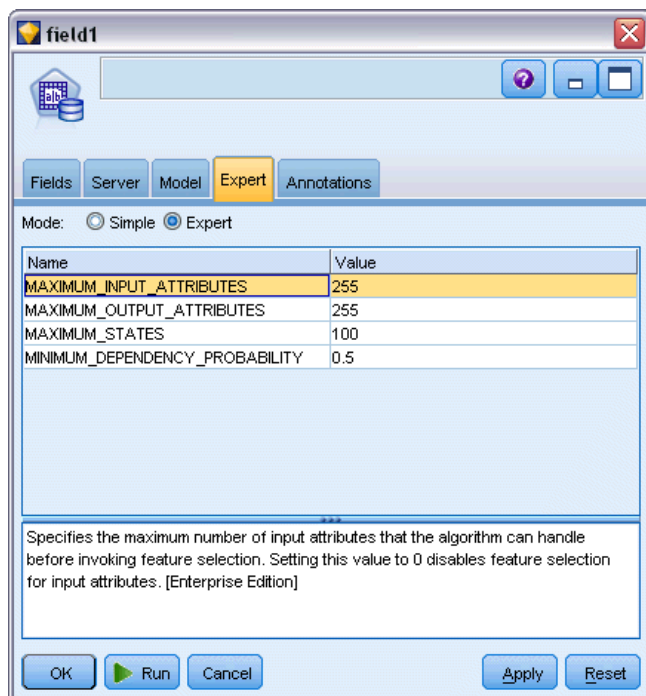 field1
Fields Server Model Expert Annotations
Mode: Simple Expert
Name Value
MAXIMUM_INPUT_ATTRIBUTES 255
MAXIMUM_OUTPUT_ATTRIBUTES 255
MAXIMUM_STATES 100
MINIMUM_DEPENDENCY_PROBABILITY 0.5
Specifies the maximum number of input attributes that the algorithm can handle
before invoking feature selection. Setting this value to 0 disables feature selection
for input attributes. [Enterprise Edition]
OK Run Cancel Apply Reset